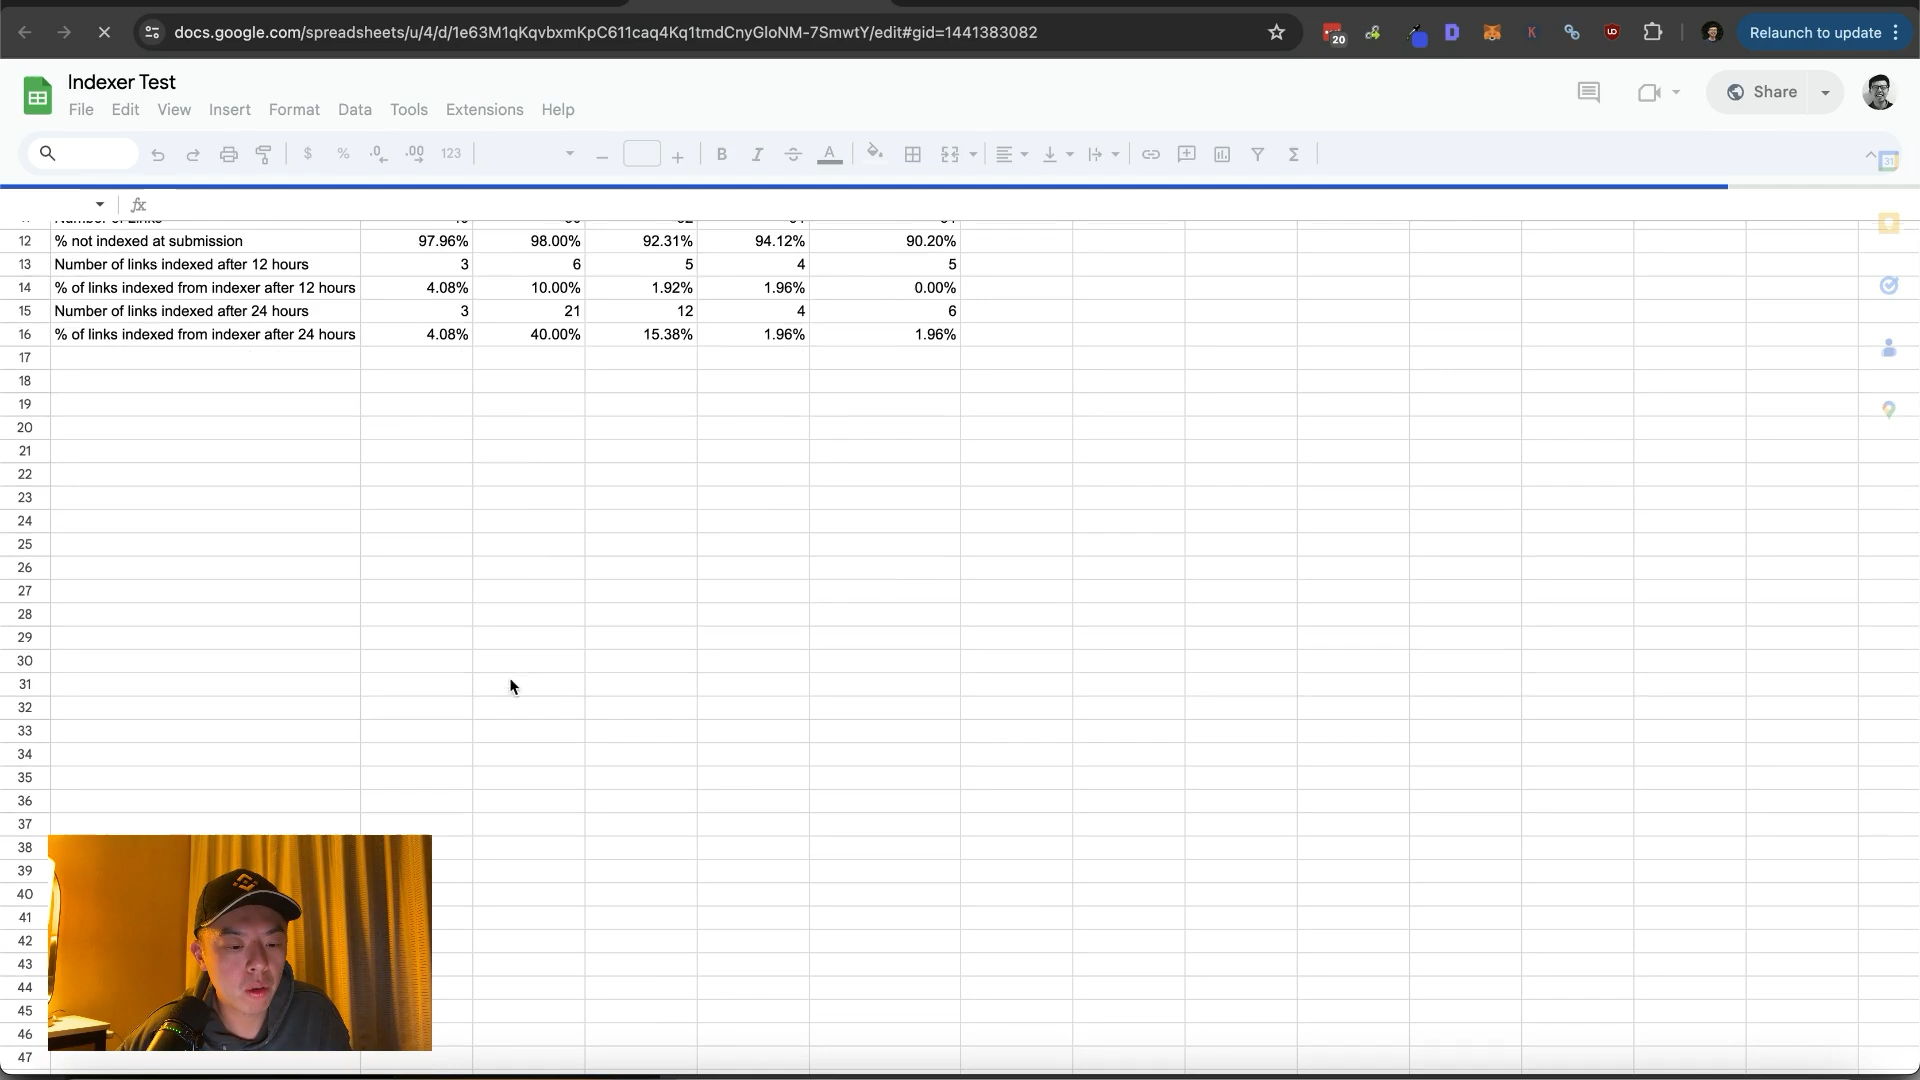 docs.google.com/spreadsheets/u/4/d/1e63M1qKqvbxmKpC611caq4Kq1tmdCnyGIoNM-7SmwtY/edit#gid=1441383082
20
D
K
Relaunch to update
Indexer Test
File Edit View Insert Format Data Tools Extensions Help
Share
$ % .0 .00 123
B I A Σ
31
fx
12 % not indexed at submission 97.96% 98.00% 92.31% 94.12% 90.20%
13 Number of links indexed after 12 hours 3 6 5 4 5
14 % of links indexed from indexer after 12 hours 4.08% 10.00% 1.92% 1.96% 0.00%
15 Number of links indexed after 24 hours 3 21 12 4 6
16 % of links indexed from indexer after 24 hours 4.08% 40.00% 15.38% 1.96% 1.96%
17
18
19
20
21
22
23
24
25
26
27
28
29
30
31
32
33
34
35
36
37
38
39
40
41
42
43
44
45
46
47